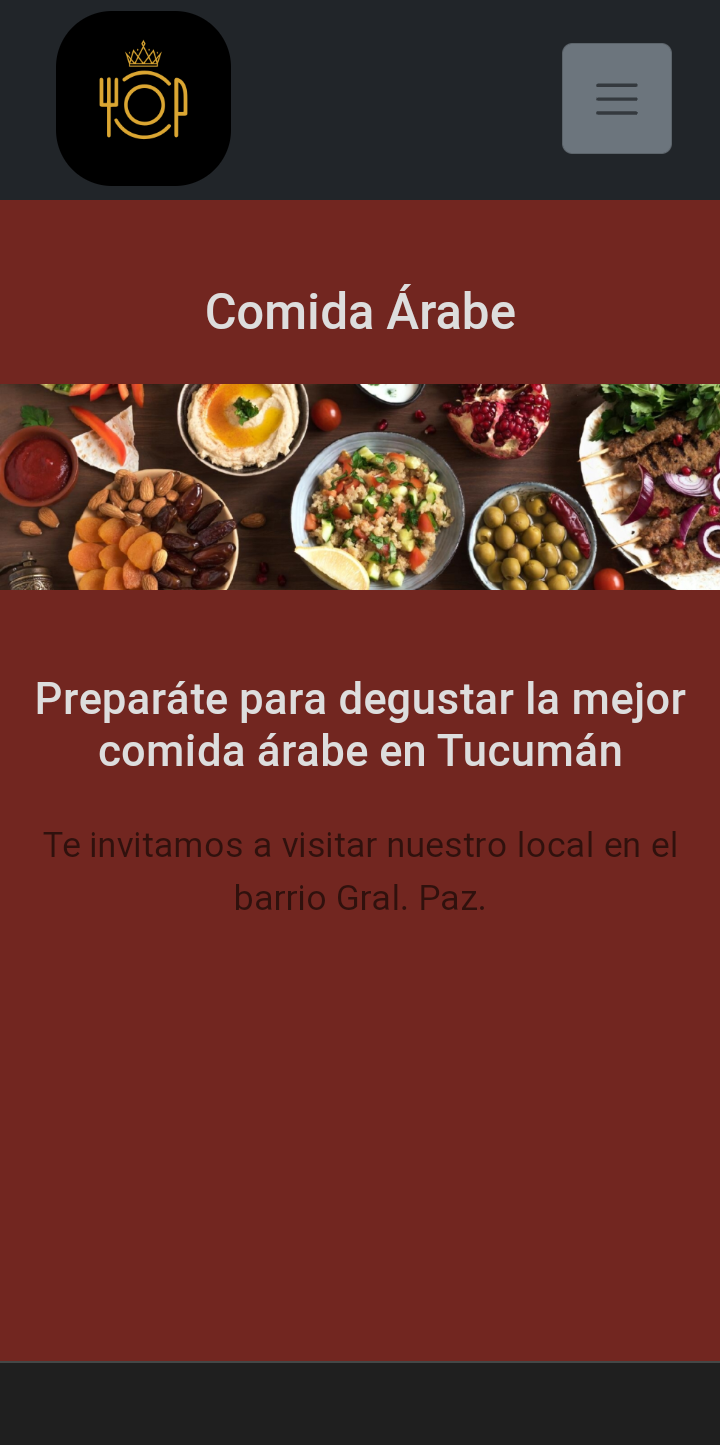 Comida Árabe
Preparáte para degustar la mejor
comida árabe en Tucumán
Te invitamos a visitar nuestro local en el
barrio Gral. Paz.